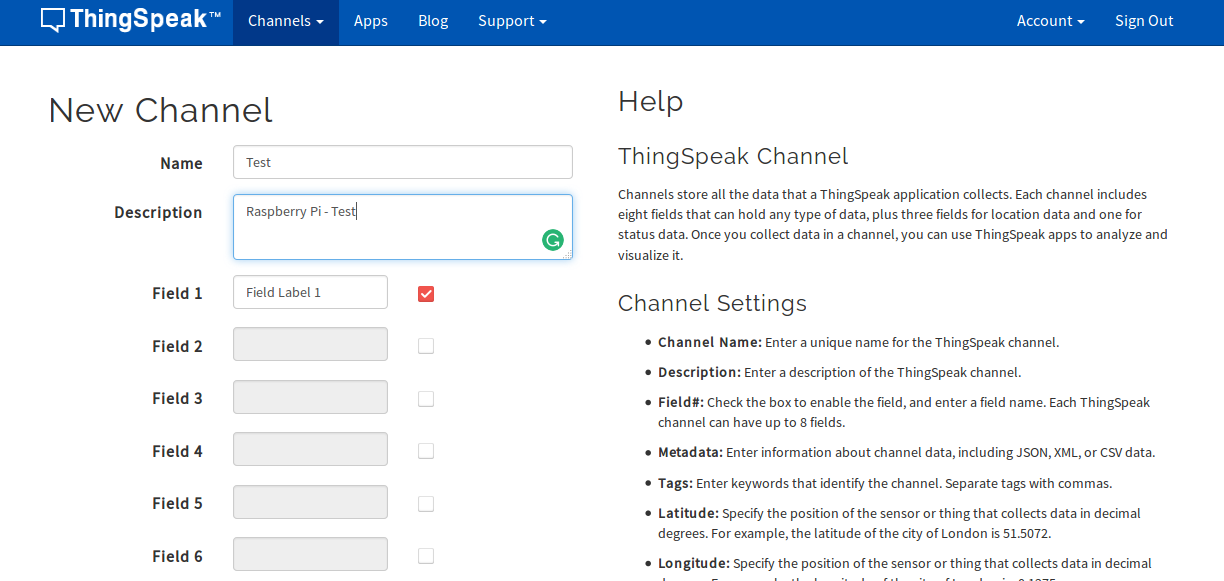 ThingSpeak™ Channels Apps Blog Support Account Sign Out
New Channel
Name Test
Description Raspberry Pi - Test
Field 1 Field Label 1
Field 2
Field 3
Field 4
Field 5
Field 6
Help
ThingSpeak Channel
Channels store all the data that a ThingSpeak application collects. Each channel includes
eight fields that can hold any type of data, plus three fields for location data and one for
status data. Once you collect data in a channel, you can use ThingSpeak apps to analyze and
visualize it.
Channel Settings
• Channel Name: Enter a unique name for the ThingSpeak channel.
• Description: Enter a description of the ThingSpeak channel.
• Field#: Check the box to enable the field, and enter a field name. Each ThingSpeak
channel can have up to 8 fields.
• Metadata: Enter information about channel data, including JSON, XML, or CSV data.
• Tags: Enter keywords that identify the channel. Separate tags with commas.
• Latitude: Specify the position of the sensor or thing that collects data in decimal
degrees. For example, the latitude of the city of London is 51.5072.
• Longitude: Specify the position of the sensor or thing that collects data in decimal